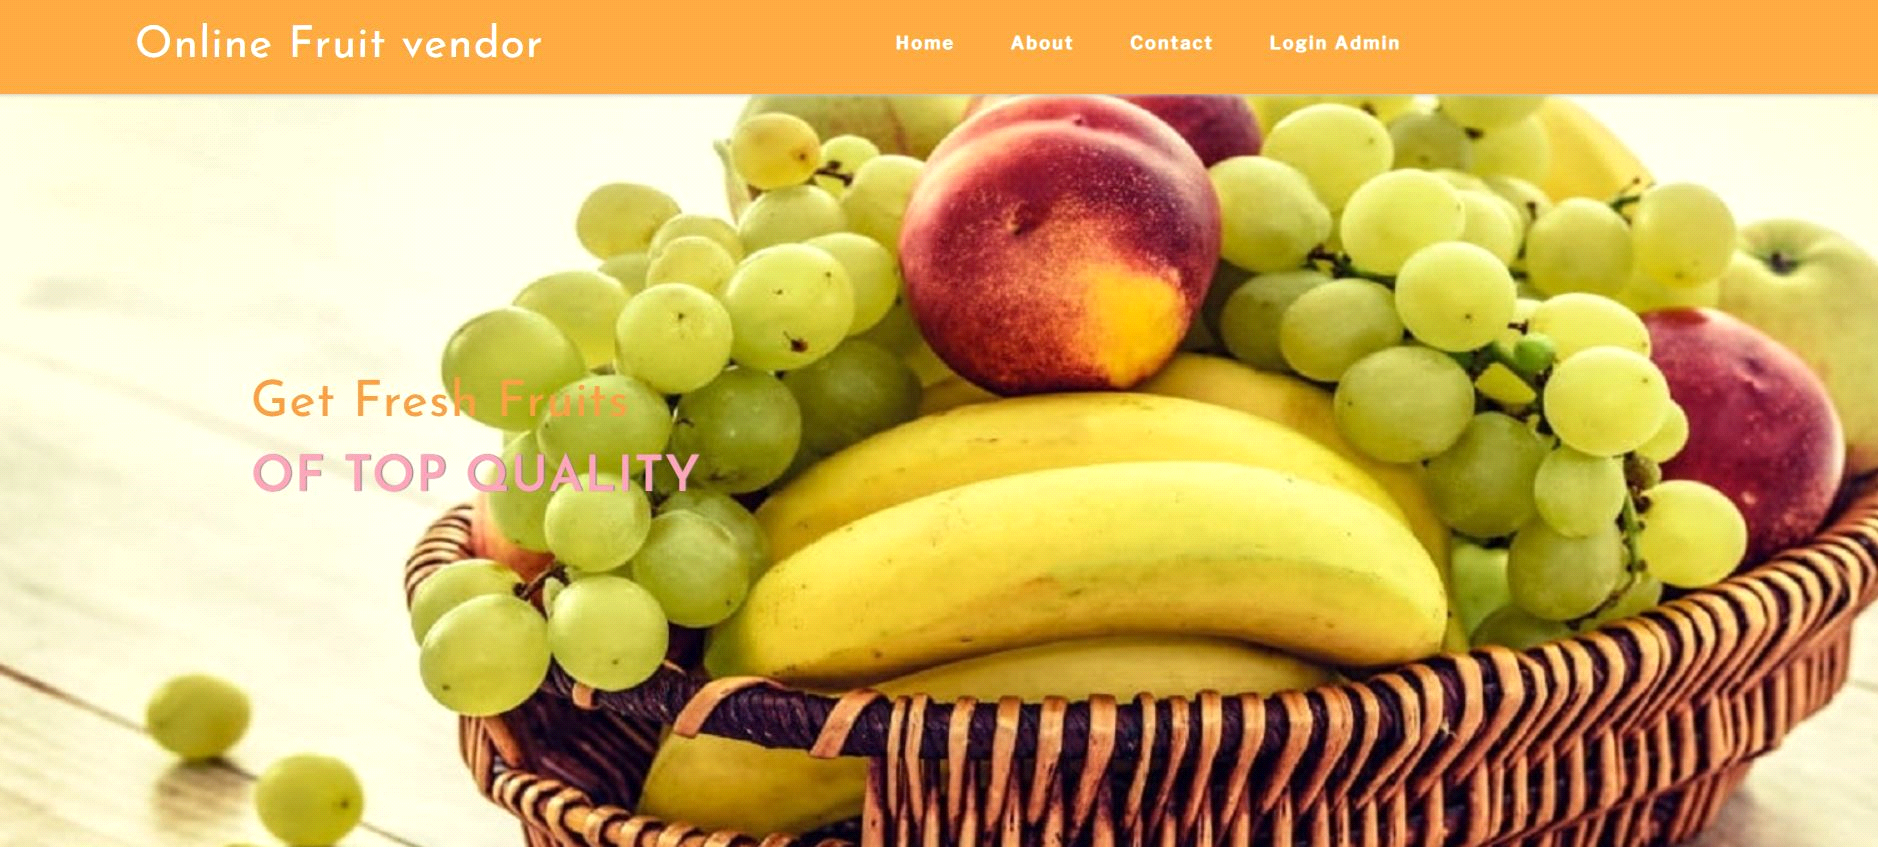 Online Fruit vendor
Home About Contact Login Admin
Get Fresh Fruits
OF TOP QUALITY